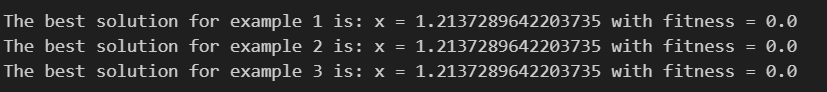 The best solution for example 1 is: x = 1.2137289642203735 with fitness = 0.0
The best solution for example 2 is: x = 1.2137289642203735 with fitness = 0.0
The best solution for example 3 is: x = 1.2137289642203735 with fitness = 0.0